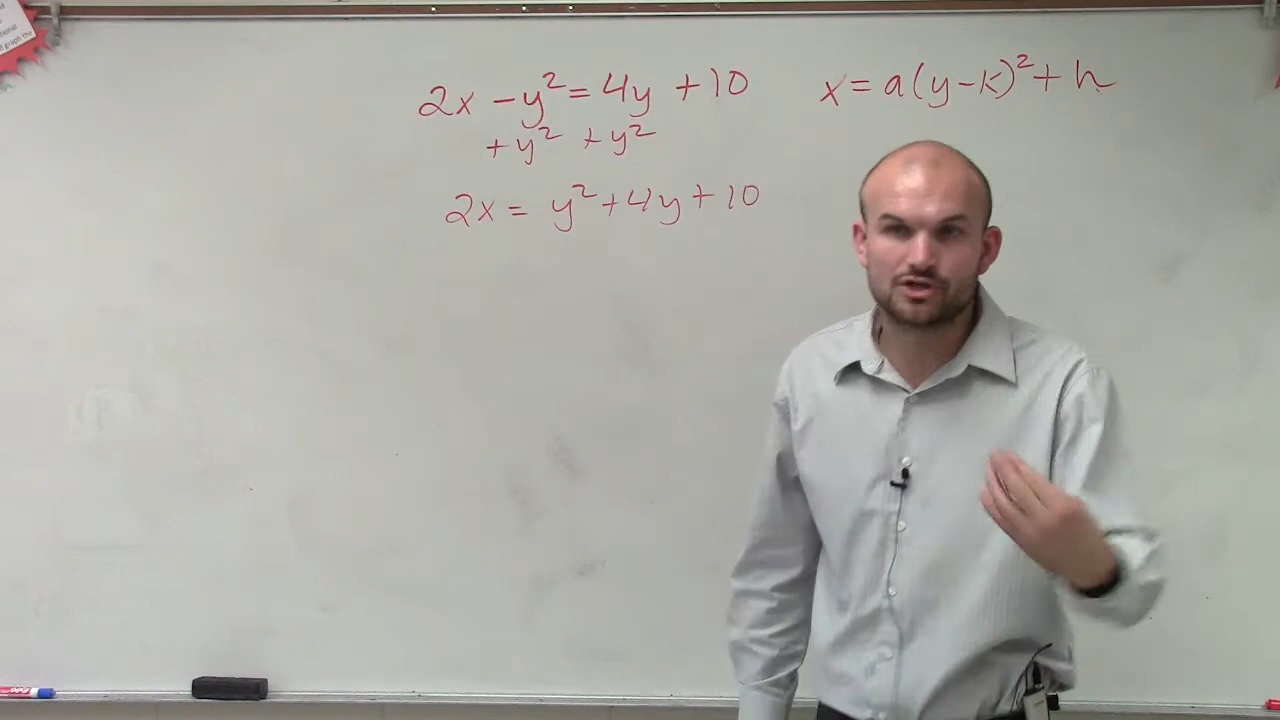 2x - y² = 4y + 10
x = a(y-k)² + h
+y² +y²
2x = y² + 4y + 10